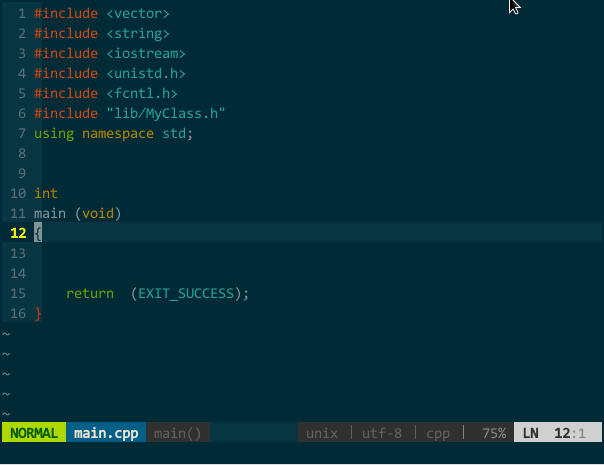 1 #include <vector>
2 #include <string>
3 #include <iostream>
4 #include <unistd.h>
5 #include <fcntl.h>
6 #include "lib/MyClass.h"
7 using namespace std;
8
9
10 int
11 main (void)
12 {
13
14
15     return  (EXIT_SUCCESS);
16 }
~
~
~
~
~
NORMAL main.cpp main() unix | utf-8 | cpp | 75% LN 12:1